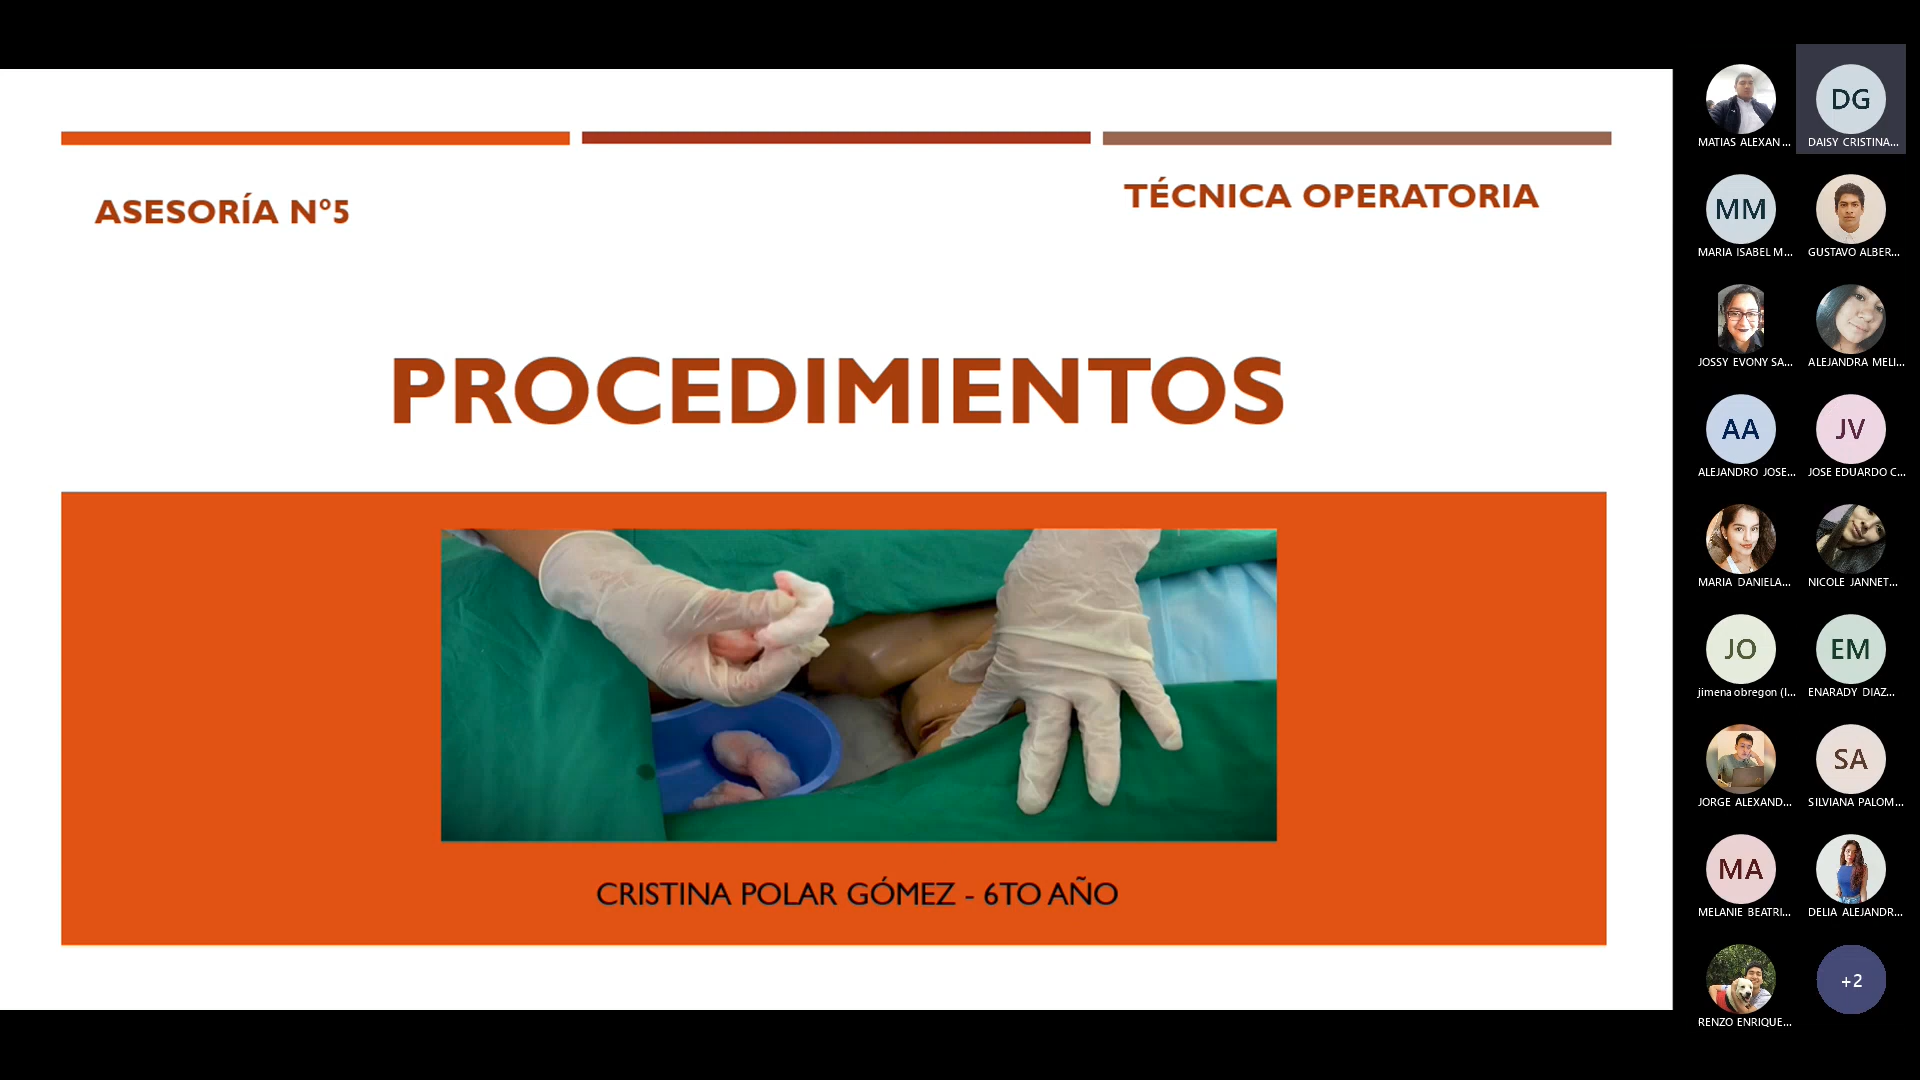 ASESORÍA N°5
TÉCNICA OPERATORIA
PROCEDIMIENTOS
CRISTINA POLAR GÓMEZ - 6TO AÑO
MATIAS ALEXAN...
DG
DAISY CRISTINA...
MM
MARIA ISABEL M...
GUSTAVO ALBER...
JOSSY EVONY SA...
ALEJANDRA MELI...
AA
ALEJANDRO JOSE...
JV
JOSE EDUARDO C...
MARIA DANIELA...
NICOLE JANNET...
JO
jimena obregon (I...
EM
ENARADY DIAZ...
JORGE ALEXAND...
SA
SILVIANA PALOM...
MA
MELANIE BEATRI...
DELIA ALEJANDR...
RENZO ENRIQUE...
+2